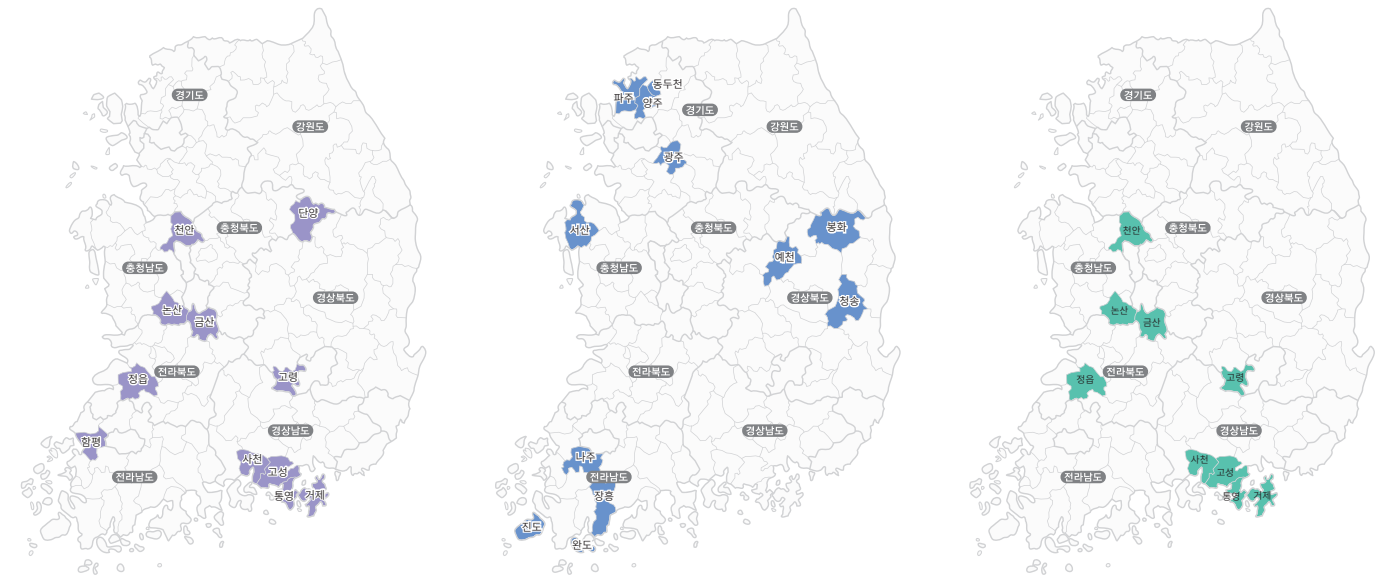 경기도
강원도
단양
천안
충청북도
충청남도
경상북도
논산
금산
정읍
전라북도
고령
경상남도
함평
사천
고성
전라남도
통영
거제
동두천
파주
양주
경기도
강원도
광주
서산
충청북도
봉화
예천
충청남도
경상북도
청송
전라북도
경상남도
나주
전라남도
장흥
진도
완도
경기도
강원도
천안
충청북도
충청남도
경상북도
논산
금산
정읍
전라북도
고령
경상남도
사천
고성
전라남도
통영
거제